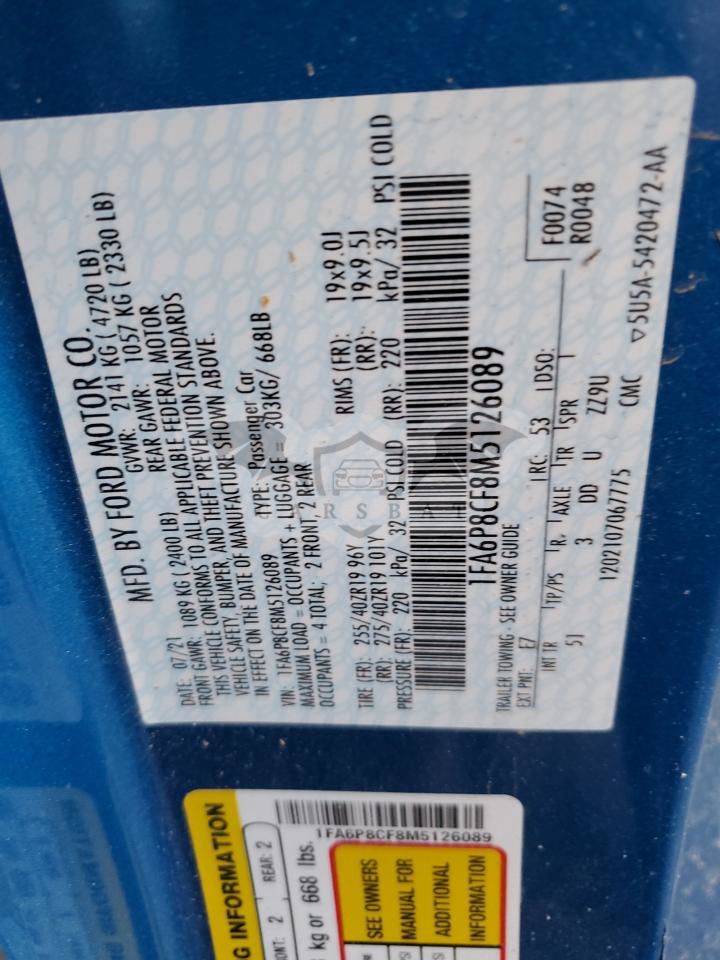 MFD. BY FORD MOTOR CO.
DATE: 07/21 GVWR: 2141 KG ( 4720 LB)
FRONT GAWR: 1089 KG ( 2400 LB) REAR GAWR: 1057 KG ( 2330 LB)
THIS VEHICLE CONFORMS TO ALL APPLICABLE FEDERAL MOTOR
VEHICLE SAFETY, BUMPER, AND THEFT PREVENTION STANDARDS
IN EFFECT ON THE DATE OF MANUFACTURE SHOWN ABOVE.
VIN: 1FA6P8CF8M5126089 TYPE: Passenger Car
MAXIMUM LOAD = OCCUPANTS + LUGGAGE = 303KG/ 668LB
OCCUPANTS = 4 TOTAL; 2 FRONT 2 REAR
TIRE (FR): 255/40ZR19 96Y RIMS (FR): 19x9.0J
(RR): 275/40ZR19 101Y (RR): 19x9.5J
PRESSURE (FR): 220 kPa/ 32 PSI COLD (RR): 220 kPa/ 32 PSI COLD
1FA6P8CF8M5126089
TRAILER TOWING - SEE OWNER GUIDE
EXT PNT: E7 RC: 53 DSO: F0074
R0048
INT TR TP/PS R. AXLE TR SPR
5J 3 DD U ZZ9U
1202107067775 CMC ▽5U5A-5420472-AA
ARSBAT
G INFORMATION
ONT: 2 REAR: 2
kg or 668 lbs.
1FA6P8CF8M5126089
SEE OWNERS
MANUAL FOR
ADDITIONAL
INFORMATION